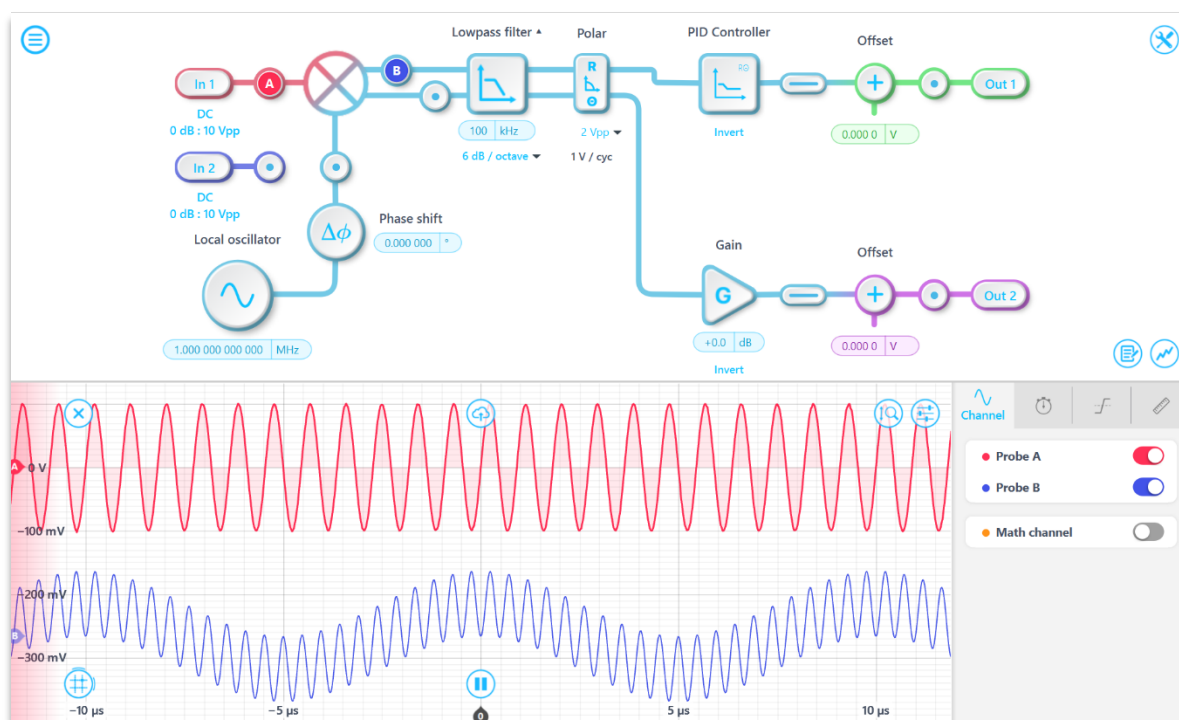 Lowpass filter ▲
Polar
PID Controller
Offset
In 1
A
B
R
Θ
RΘ
+
Out 1
DC
0 dB : 10 Vpp
100 kHz
2 Vpp ▼
Invert
0.000 0 V
6 dB / octave ▼
1 V / cyc
In 2
DC
0 dB : 10 Vpp
Phase shift
Δϕ
0.000 000 °
Local oscillator
Gain
Offset
G
+
Out 2
1.000 000 000 000 MHz
+0.0 dB
0.000 0 V
Invert
A
0 V
−100 mV
−200 mV
B
−300 mV
−10 µs
−5 µs
0
5 µs
10 µs
Channel
Probe A
Probe B
Math channel